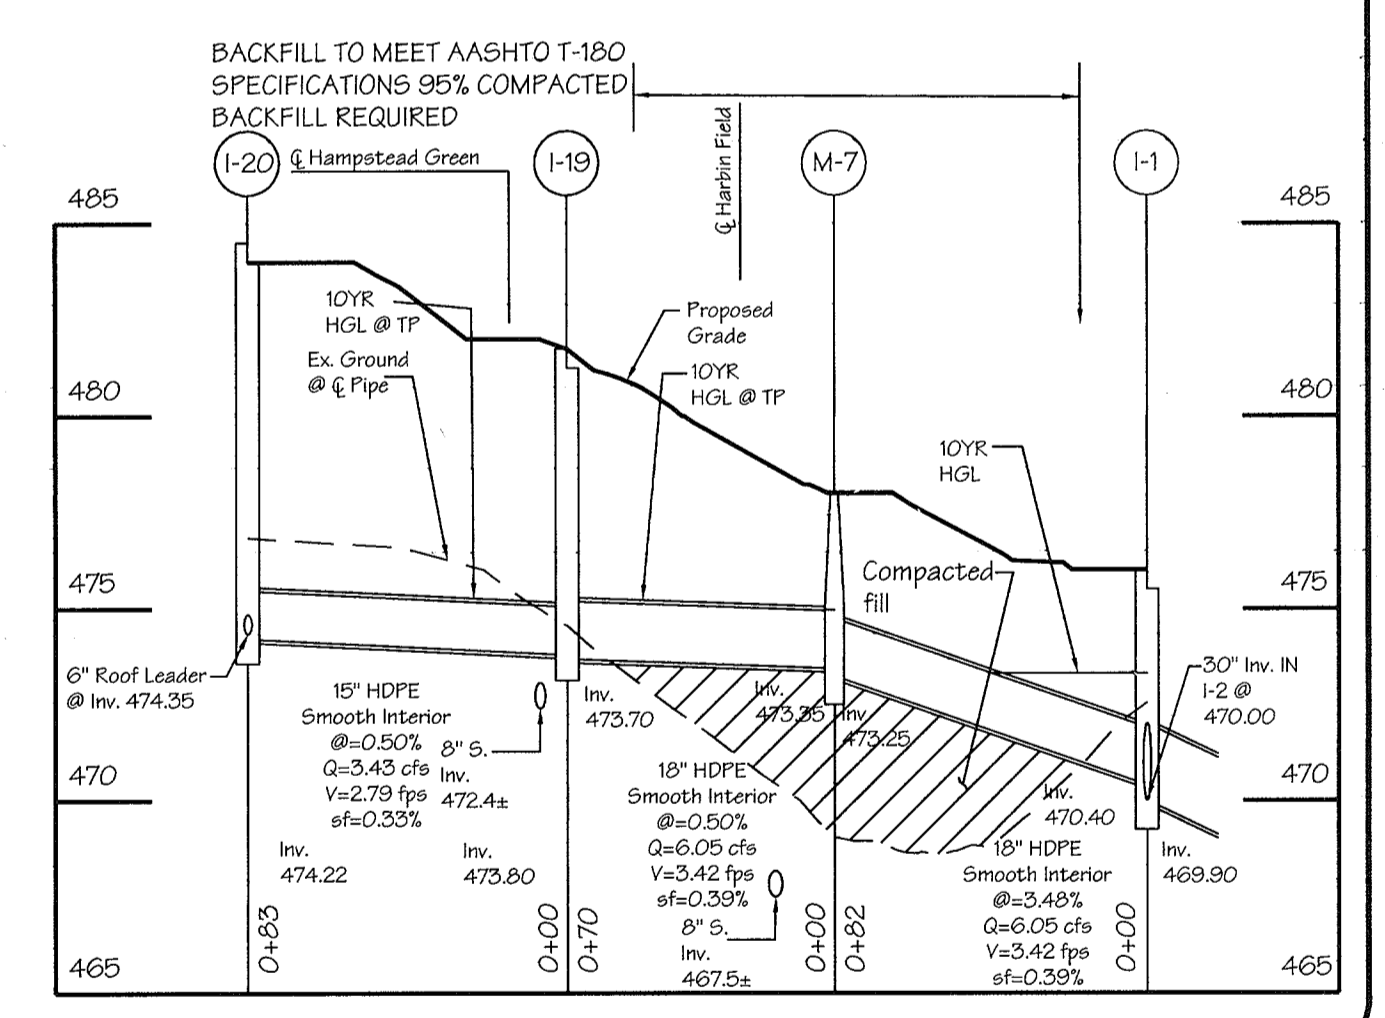 BACKFILL TO MEET AASHTO T-180
SPECIFICATIONS 95% COMPACTED
BACKFILL REQUIRED
I-20
℄ Hampstead Green
I-19
℄ Harbin Field
M-7
I-1
485
485
10YR
HGL @ TP
Proposed
Grade
Ex. Ground
@ ℄ Pipe
10YR
HGL @ TP
480
480
10YR
HGL
475
Compacted
fill
475
6" Roof Leader
@ Inv. 474.35
30" Inv. IN
I-2 @
470.00
15" HDPE
Smooth Interior
@=0.50%
Q=3.43 cfs
V=2.79 fps
sf=0.33%
8" S.
Inv.
472.4±
Inv.
473.70
Inv.
473.35
Inv.
473.25
470
18" HDPE
Smooth Interior
@=0.50%
Q=6.05 cfs
V=3.42 fps
sf=0.39%
8" S.
Inv.
467.5±
Inv.
470.40
470
18" HDPE
Smooth Interior
@=3.48%
Q=6.05 cfs
V=3.42 fps
sf=0.39%
Inv.
474.22
Inv.
473.80
Inv.
469.90
0+83
0+00
0+70
0+00
0+82
0+00
465
465